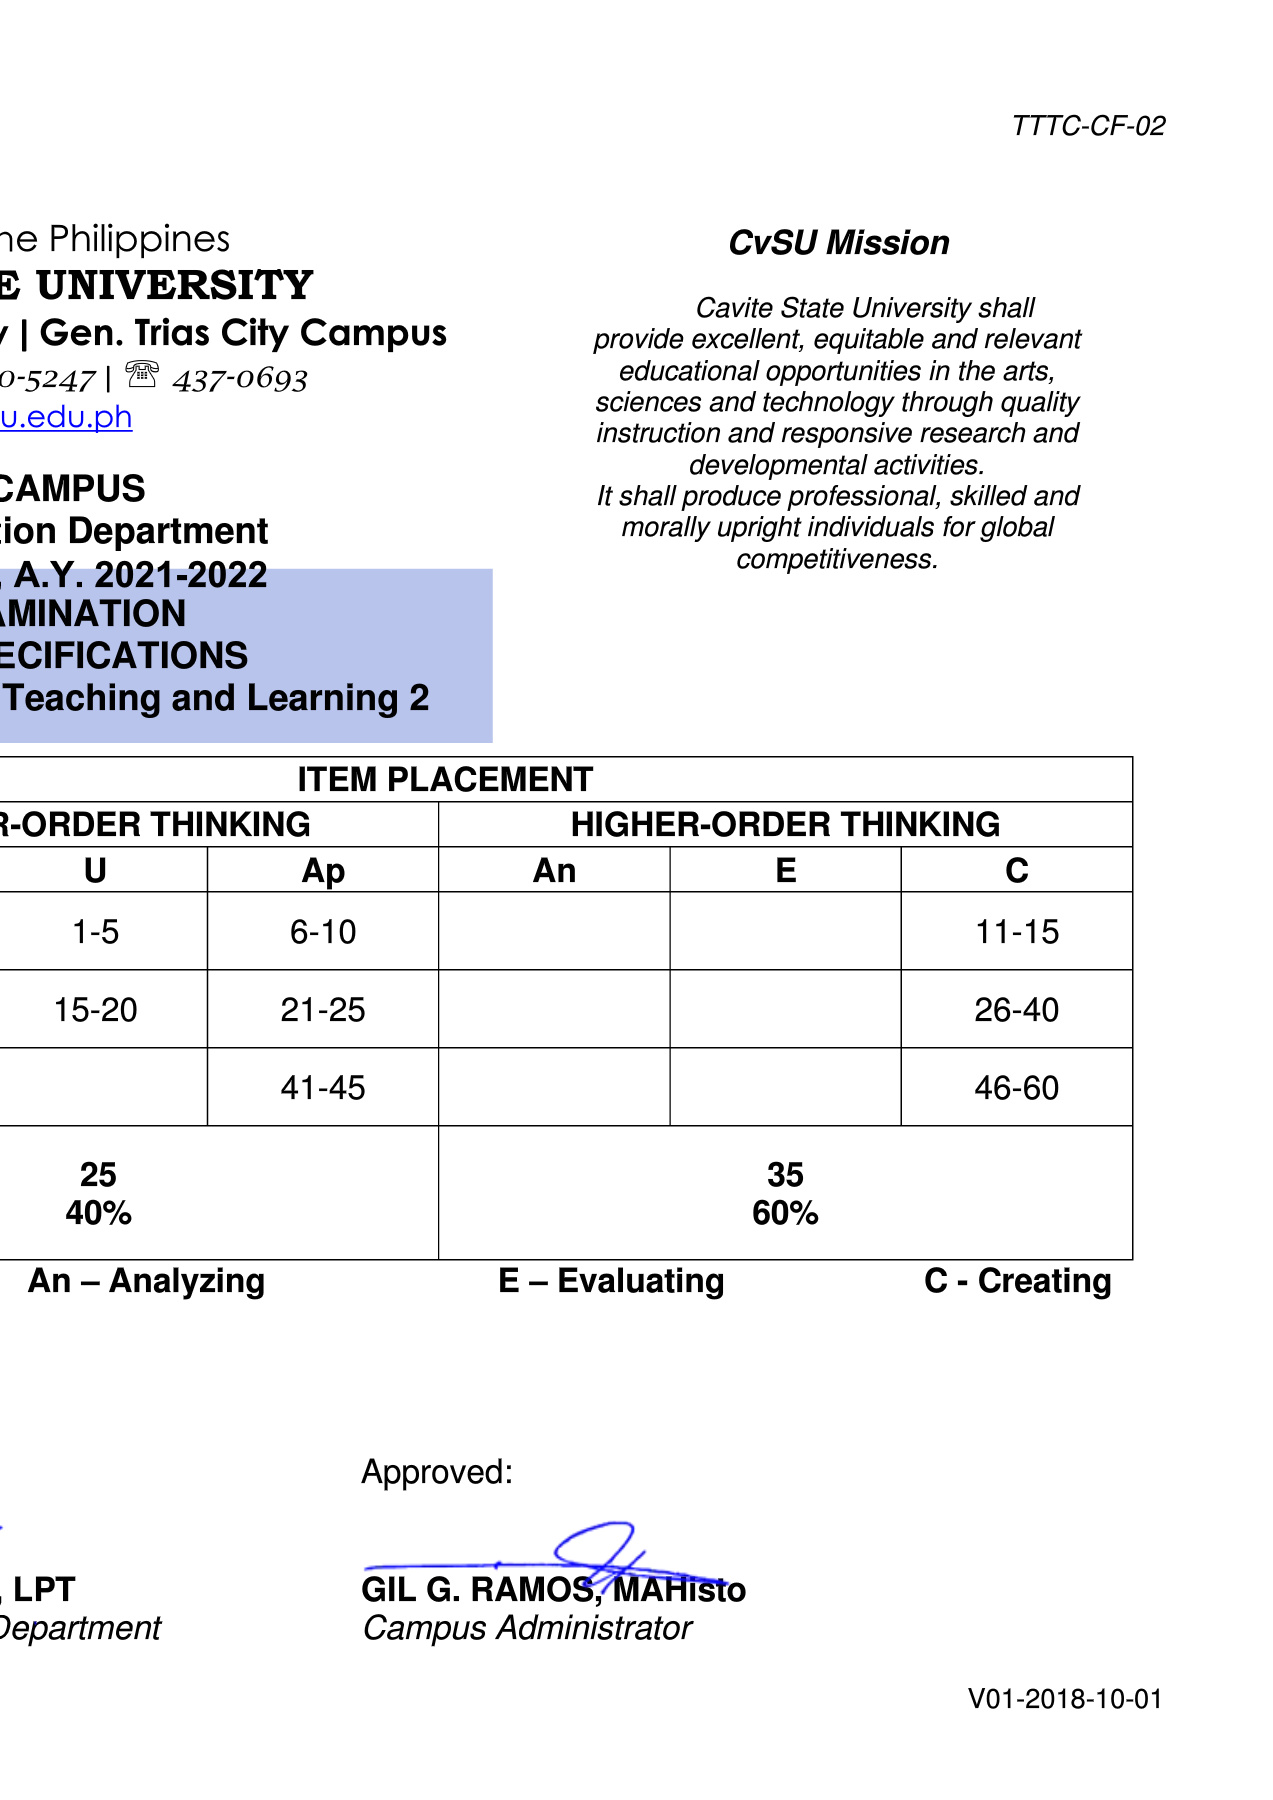 TTTC-CF-02
ne Philippines
E UNIVERSITY
y | Gen. Trias City Campus
0-5247 | ☏ 437-0693
u.edu.ph
CvSU Mission
Cavite State University shall
provide excellent, equitable and relevant
educational opportunities in the arts,
sciences and technology through quality
instruction and responsive research and
developmental activities.
It shall produce professional, skilled and
morally upright individuals for global
competitiveness.
CAMPUS
tion Department
, A.Y. 2021-2022
AMINATION
ECIFICATIONS
Teaching and Learning 2
ITEM PLACEMENT
R-ORDER THINKING HIGHER-ORDER THINKING
U Ap An E C
1-5 6-10 11-15
15-20 21-25 26-40
41-45 46-60
25 35
40% 60%
An – Analyzing E – Evaluating C - Creating
Approved:
, LPT GIL G. RAMOS, MAHisto
Department Campus Administrator
V01-2018-10-01